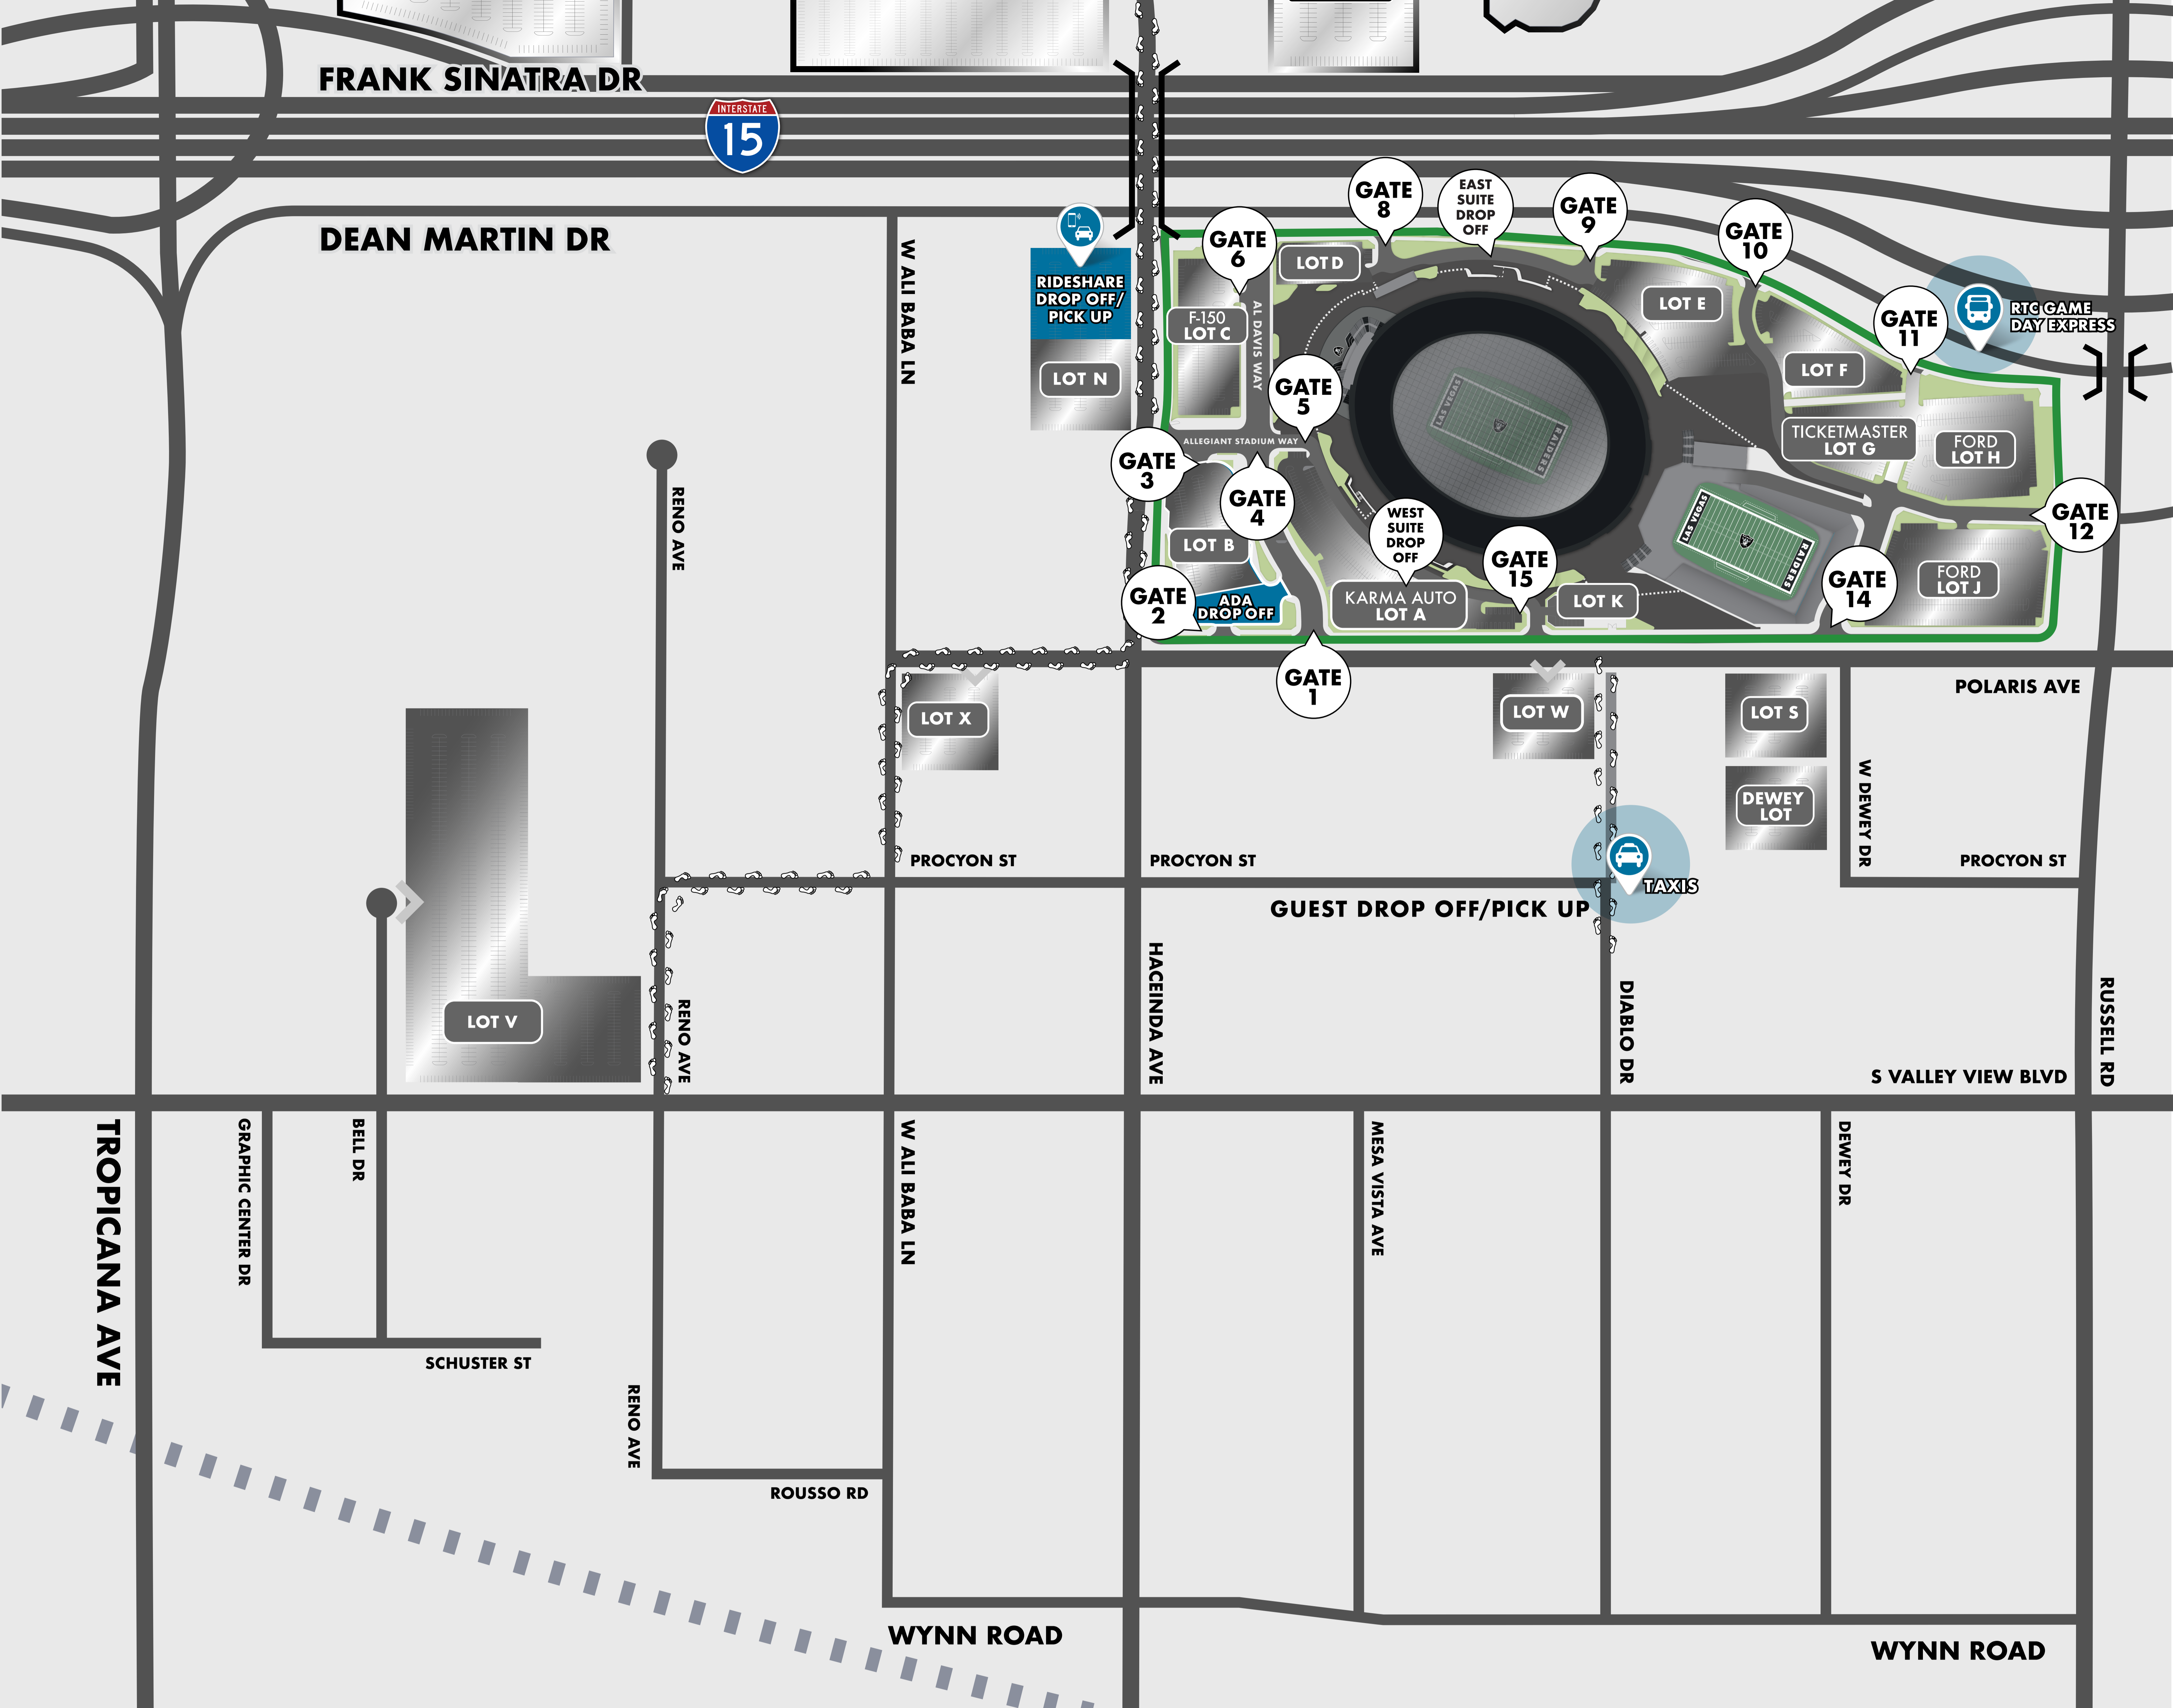 FRANK SINATRA DR
INTERSTATE
15
DEAN MARTIN DR
W ALI BABA LN
RIDESHARE
DROP OFF/
PICK UP
LOT N
GATE
6
LOT D
GATE
8
EAST
SUITE
DROP
OFF
GATE
9
GATE
10
LOT E
F-150
LOT C
AL DAVIS WAY
GATE
11
RTC GAME
DAY EXPRESS
LOT F
GATE
5
LAS VEGAS
RAIDERS
ALLEGIANT STADIUM WAY
TICKETMASTER
LOT G
FORD
LOT H
GATE
3
GATE
4
WEST
SUITE
DROP
OFF
GATE
12
LAS VEGAS
RAIDERS
LOT B
GATE
15
GATE
14
FORD
LOT J
GATE
2
ADA
DROP OFF
KARMA AUTO
LOT A
LOT K
RENO AVE
GATE
1
POLARIS AVE
LOT X
LOT W
LOT S
DEWEY
LOT
W DEWEY DR
PROCYON ST
PROCYON ST
PROCYON ST
TAXIS
GUEST DROP OFF/PICK UP
LOT V
RENO AVE
HACEINDA AVE
DIABLO DR
RUSSELL RD
S VALLEY VIEW BLVD
TROPICANA AVE
GRAPHIC CENTER DR
BELL DR
W ALI BABA LN
MESA VISTA AVE
DEWEY DR
SCHUSTER ST
RENO AVE
ROUSSO RD
WYNN ROAD
WYNN ROAD